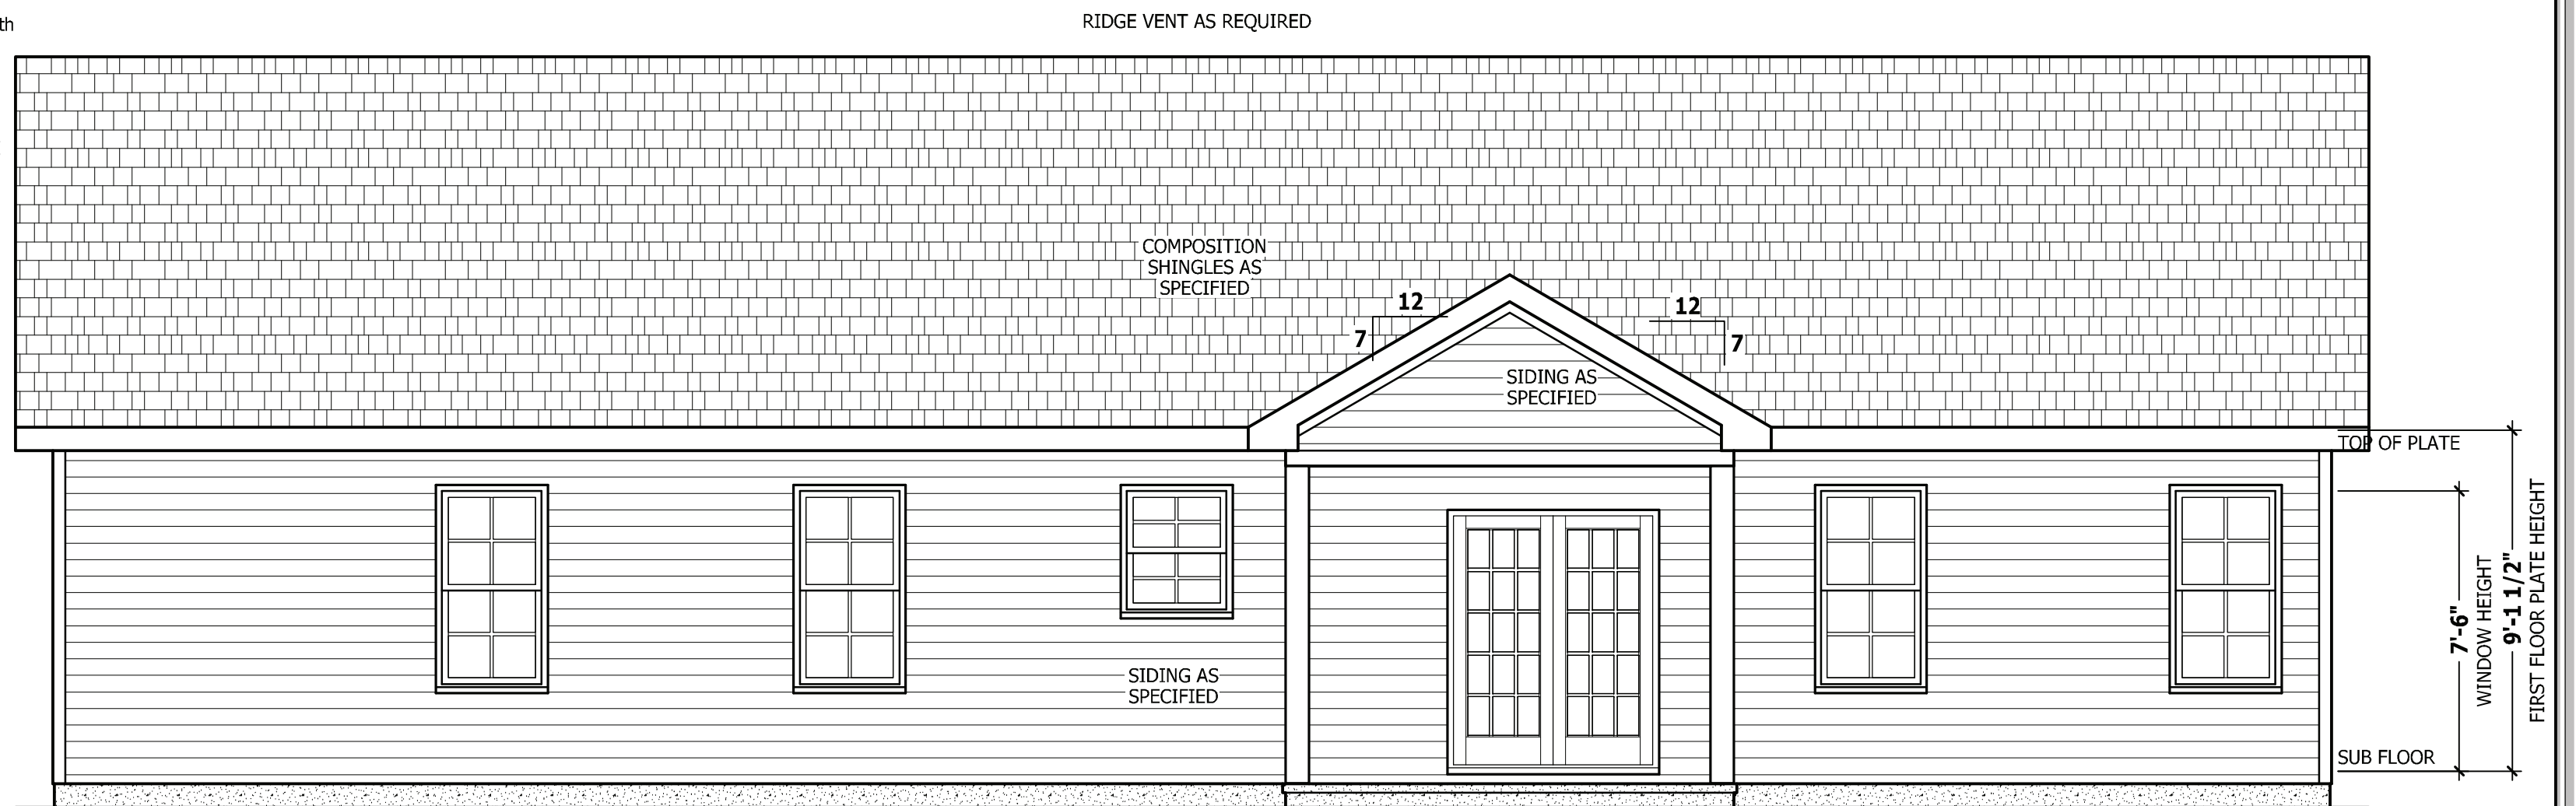 th
RIDGE VENT AS REQUIRED
COMPOSITION
SHINGLES AS
SPECIFIED
12
7
12
7
SIDING AS
SPECIFIED
TOP OF PLATE
SIDING AS
SPECIFIED
7'-6"
WINDOW HEIGHT
9'-1 1/2"
FIRST FLOOR PLATE HEIGHT
SUB FLOOR